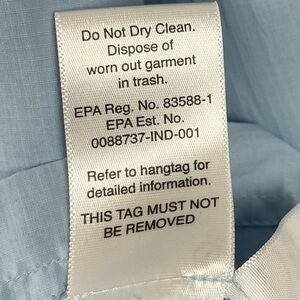 Do Not Dry Clean.
Dispose of
worn out garment
in trash.
EPA Reg. No. 83588-1
EPA Est. No.
0088737-IND-001
Refer to hangtag for
detailed information.
THIS TAG MUST NOT
BE REMOVED